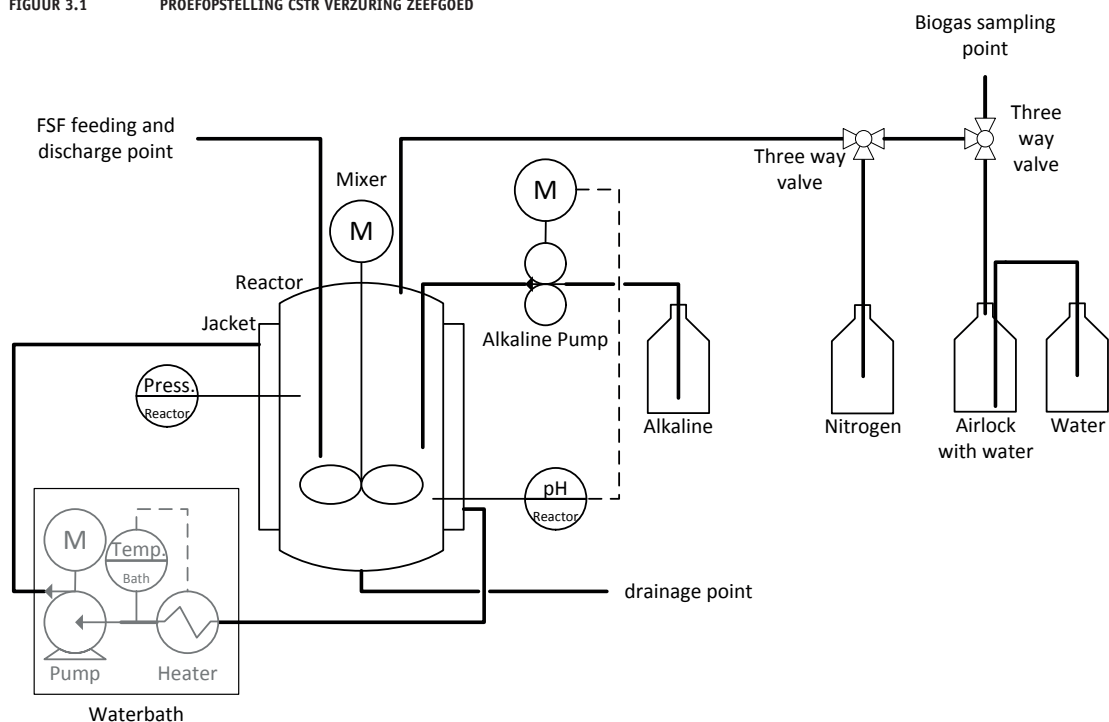 FIGUUR 3.1 PROEFOPSTELLING CSTR VERZURING ZEEFGOED
Biogas sampling
point
FSF feeding and
discharge point
Three
way
valve
Three way
valve
Mixer
M
M
Reactor
Jacket
Alkaline Pump
Press.
Reactor
Alkaline
Nitrogen
Airlock
with water
Water
pH
Reactor
M
Temp.
Bath
drainage point
Pump
Heater
Waterbath